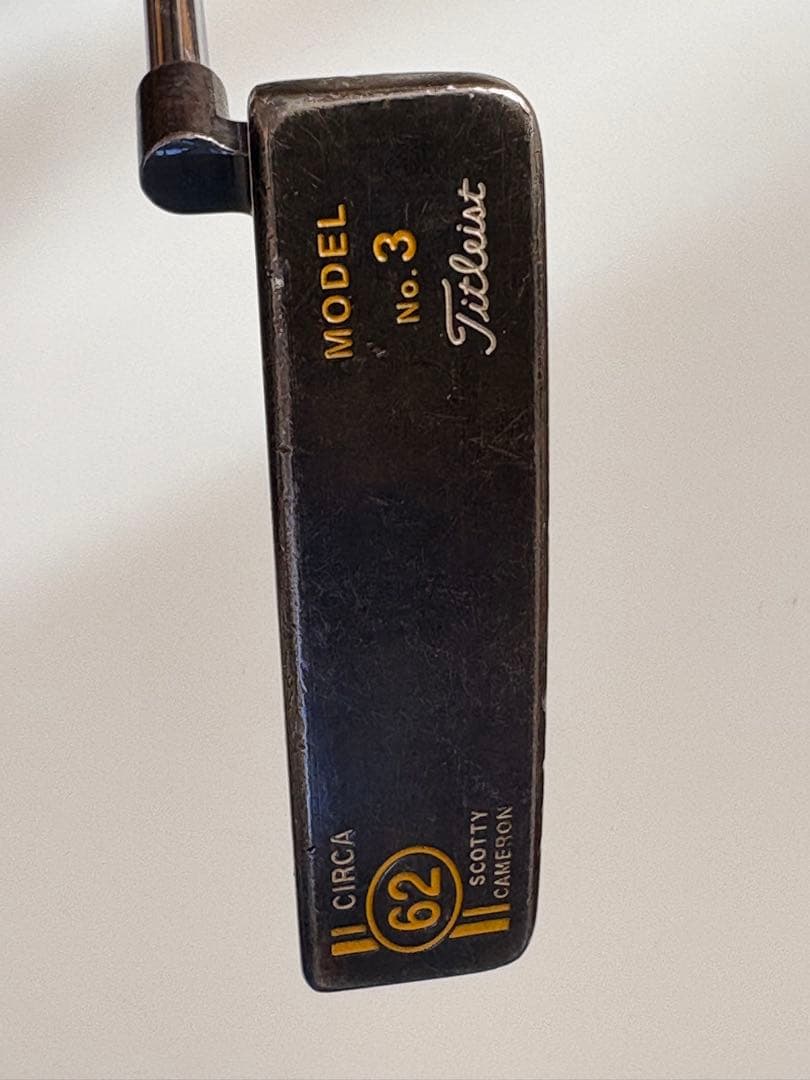 MODEL
No. 3
Titleist
CIRCA
62
SCOTTY
CAMERON